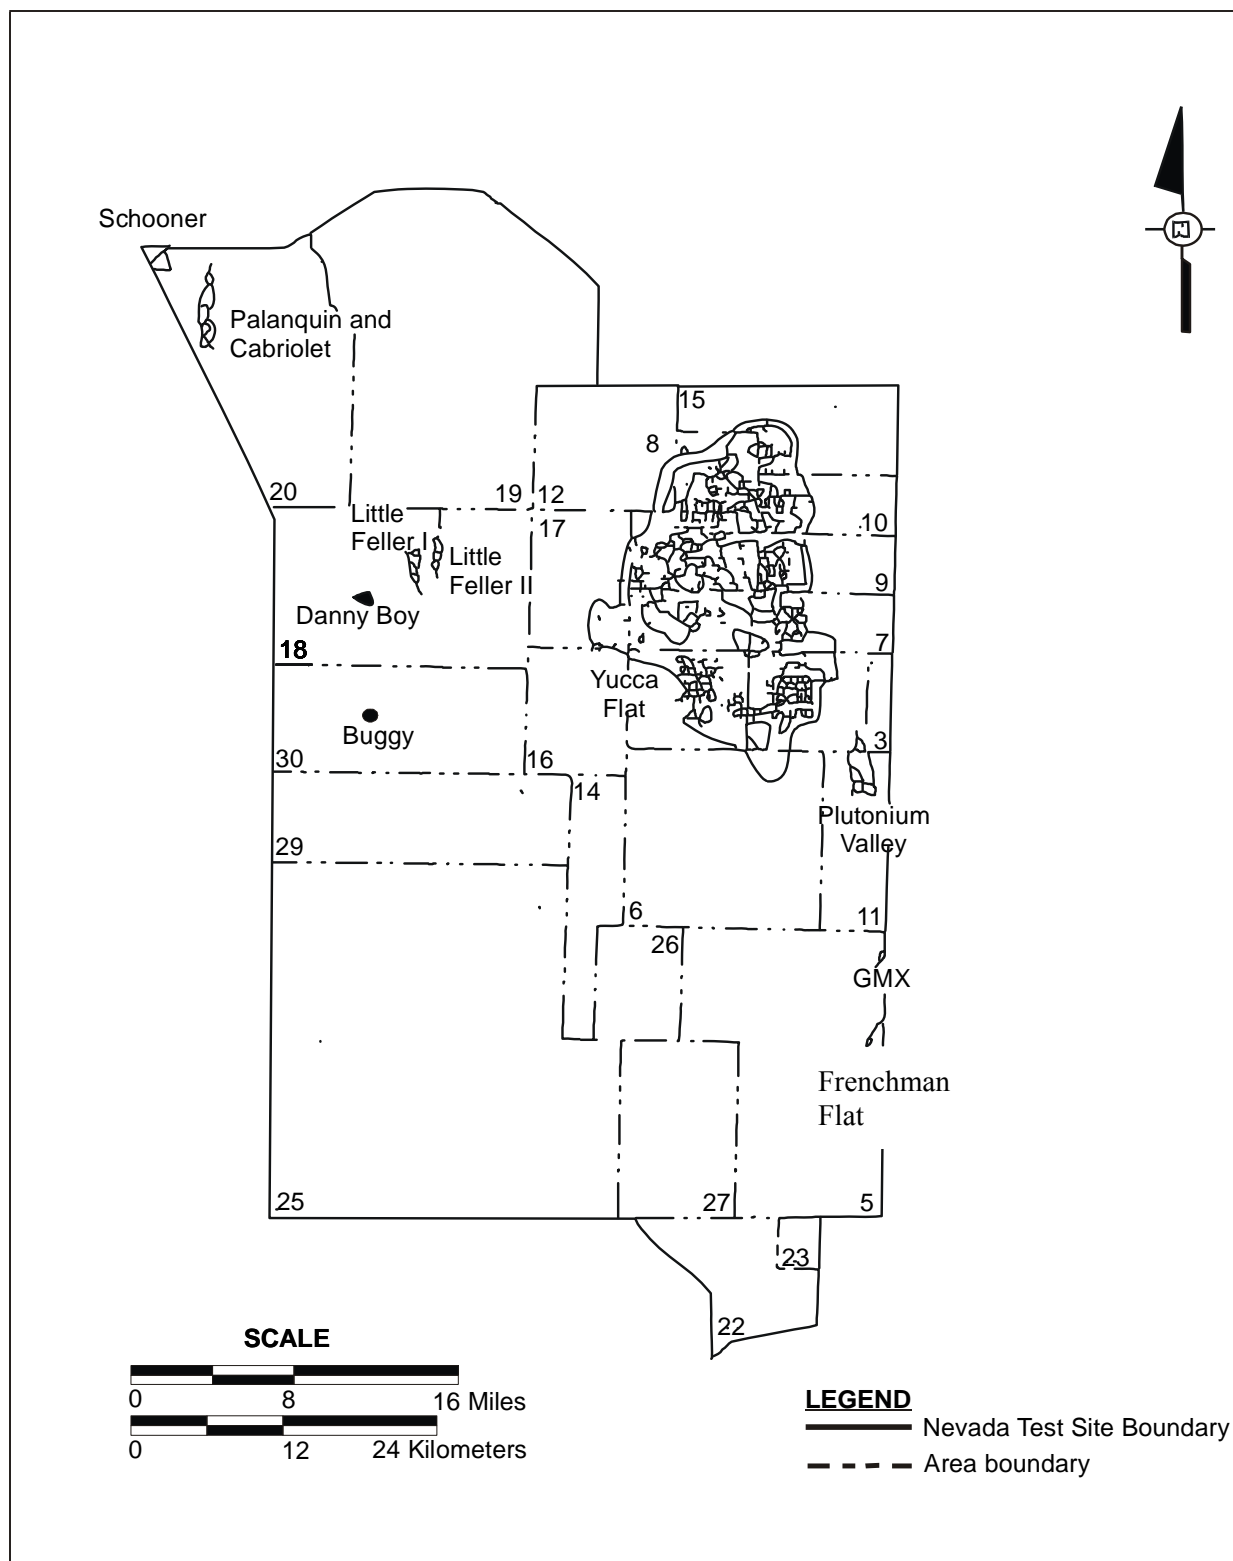 Schooner
Palanquin and
Cabriolet
15
8
20
19
12
Little
Feller I
17
10
Little
Feller II
9
Danny Boy
18
7
Yucca
Flat
Buggy
3
30
16
14
Plutonium
Valley
29
6
11
26
GMX
Frenchman
Flat
25
27
5
23
22
SCALE
0 8 16 Miles
0 12 24 Kilometers
LEGEND
Nevada Test Site Boundary
Area boundary